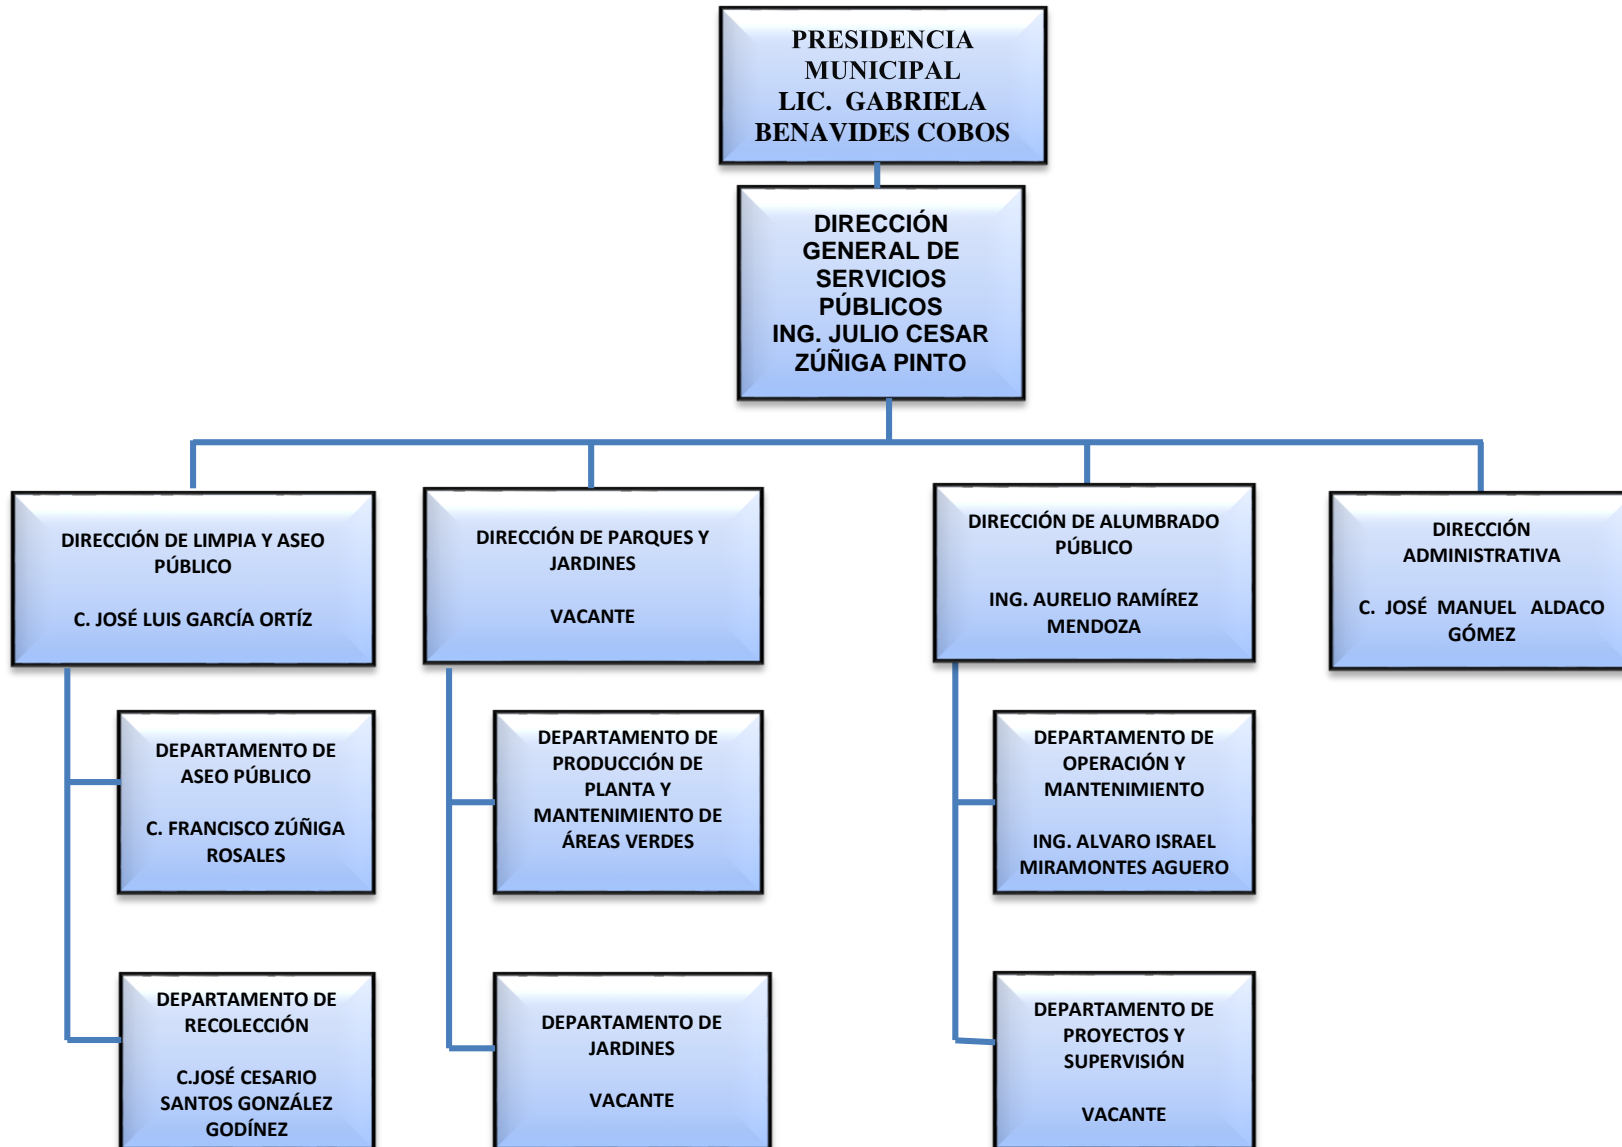 PRESIDENCIA
MUNICIPAL
LIC. GABRIELA
BENAVIDES COBOS
DIRECCIÓN
GENERAL DE
SERVICIOS
PÚBLICOS
ING. JULIO CESAR
ZÚÑIGA PINTO
DIRECCIÓN DE LIMPIA Y ASEO
PÚBLICO
C. JOSÉ LUIS GARCÍA ORTÍZ
DIRECCIÓN DE PARQUES Y
JARDINES
VACANTE
DIRECCIÓN DE ALUMBRADO
PÚBLICO
ING. AURELIO RAMÍREZ
MENDOZA
DIRECCIÓN
ADMINISTRATIVA
C. JOSÉ MANUEL ALDACO
GÓMEZ
DEPARTAMENTO DE
ASEO PÚBLICO
C. FRANCISCO ZÚÑIGA
ROSALES
DEPARTAMENTO DE
PRODUCCIÓN DE
PLANTA Y
MANTENIMIENTO DE
ÁREAS VERDES
DEPARTAMENTO DE
OPERACIÓN Y
MANTENIMIENTO
ING. ALVARO ISRAEL
MIRAMONTES AGUERO
DEPARTAMENTO DE
RECOLECCIÓN
C.JOSÉ CESARIO
SANTOS GONZÁLEZ
GODÍNEZ
DEPARTAMENTO DE
JARDINES
VACANTE
DEPARTAMENTO DE
PROYECTOS Y
SUPERVISIÓN
VACANTE